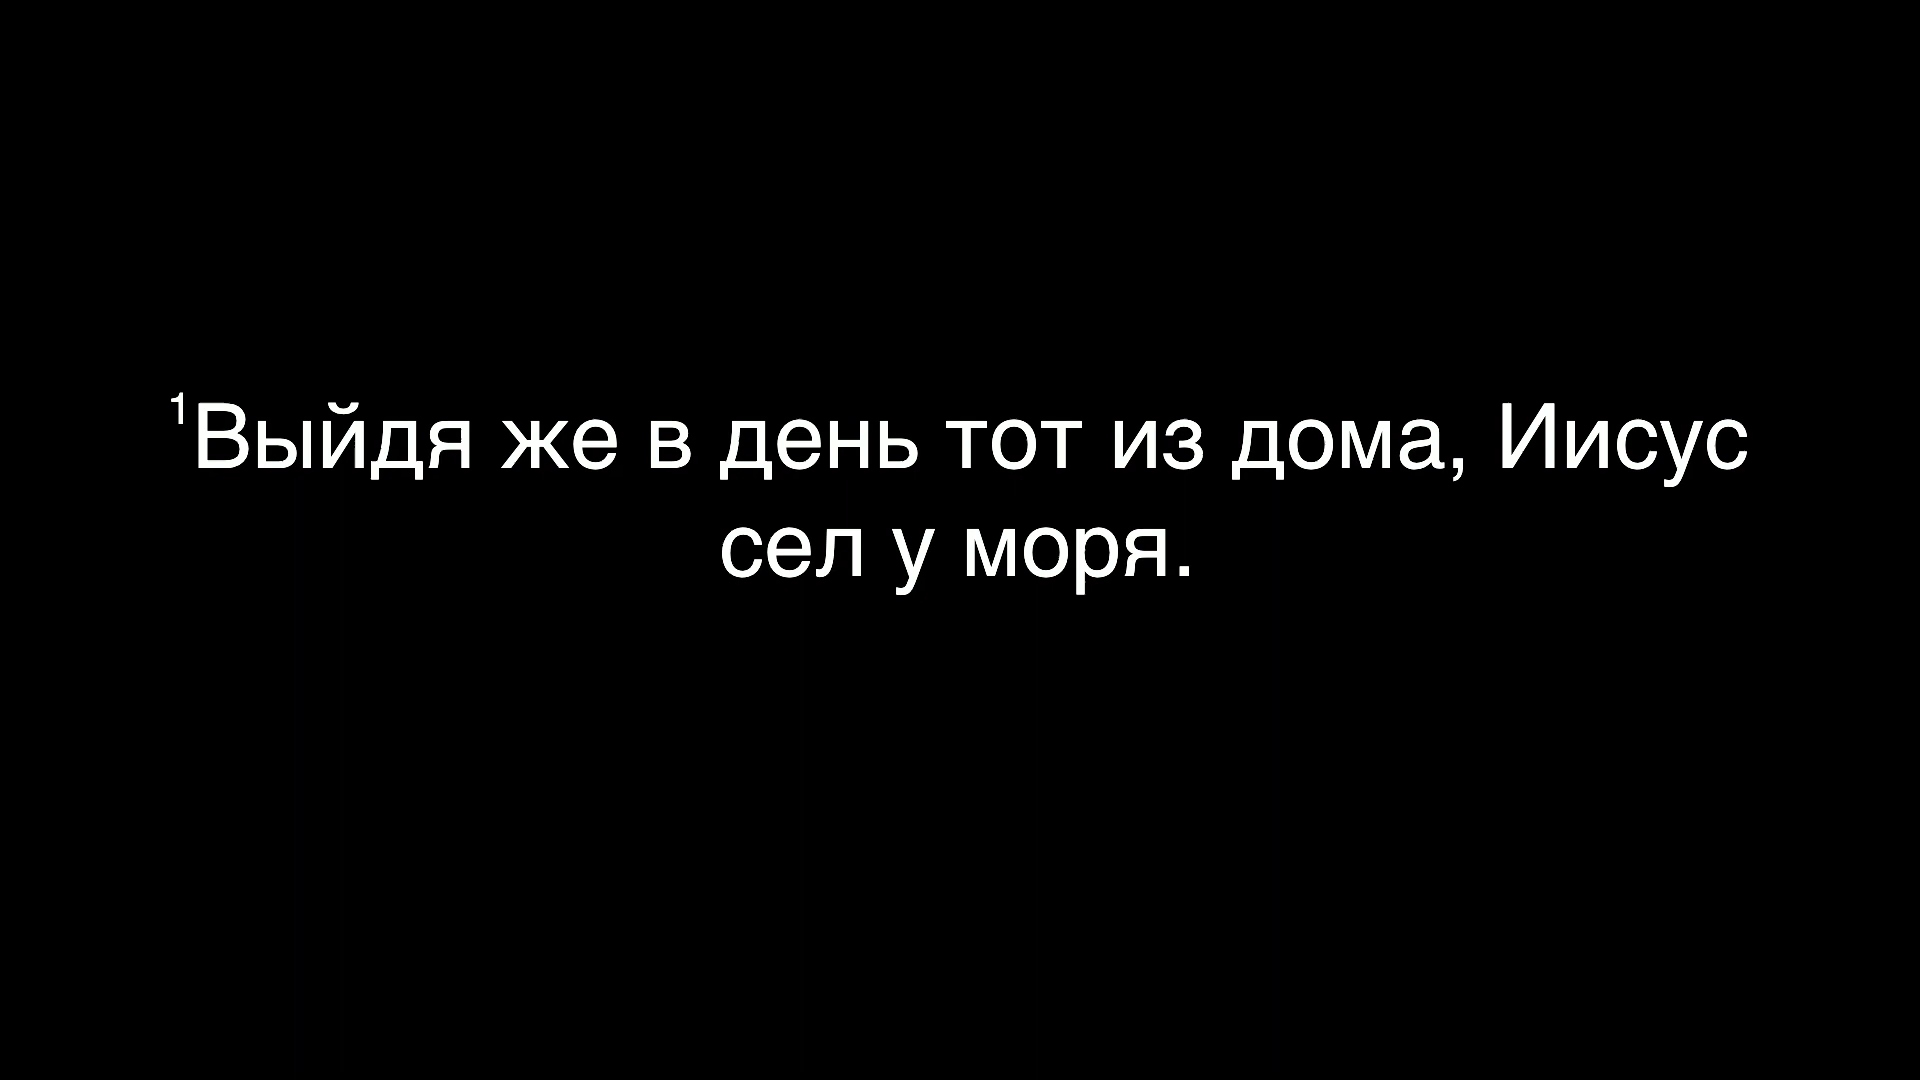 ¹Выйдя же в день тот из дома, Иисус
сел у моря.